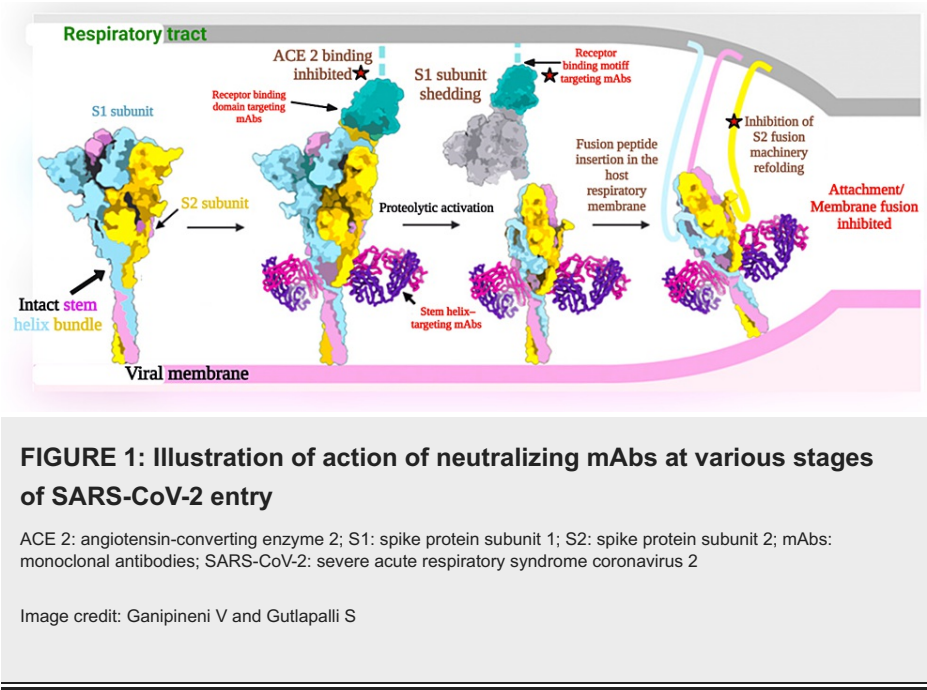 Respiratory tract
ACE 2 binding
inhibited
Receptor
binding motiff
targeting mAbs
S1 subunit
shedding
Receptor binding
domain targeting
mAbs
S1 subunit
Inhibition of
S2 fusion
machinery
refolding
Fusion peptide
insertion in the
host
respiratory
membrane
Attachment/
Membrane fusion
inhibited
S2 subunit
Proteolytic activation
Intact stem
helix bundle
Stem helix–
targeting mAbs
Viral membrane
FIGURE 1: Illustration of action of neutralizing mAbs at various stages
of SARS-CoV-2 entry
ACE 2: angiotensin-converting enzyme 2; S1: spike protein subunit 1; S2: spike protein subunit 2; mAbs:
monoclonal antibodies; SARS-CoV-2: severe acute respiratory syndrome coronavirus 2
Image credit: Ganipineni V and Gutlapalli S